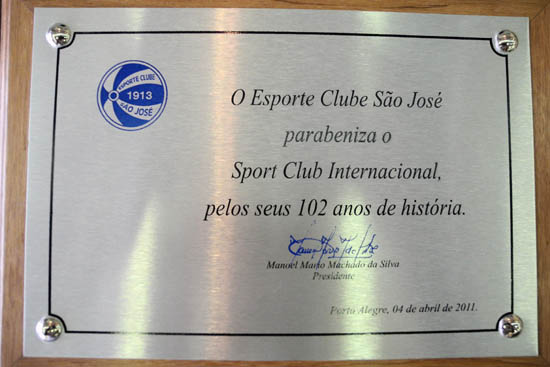 ESPORTE CLUBE
1913
SÃO JOSÉ
O Esporte Clube São José
parabeniza o
Sport Club Internacional,
pelos seus 102 anos de história.
Manoel Mario Machado da Silva
Presidente
Porto Alegre, 04 de abril de 2011.